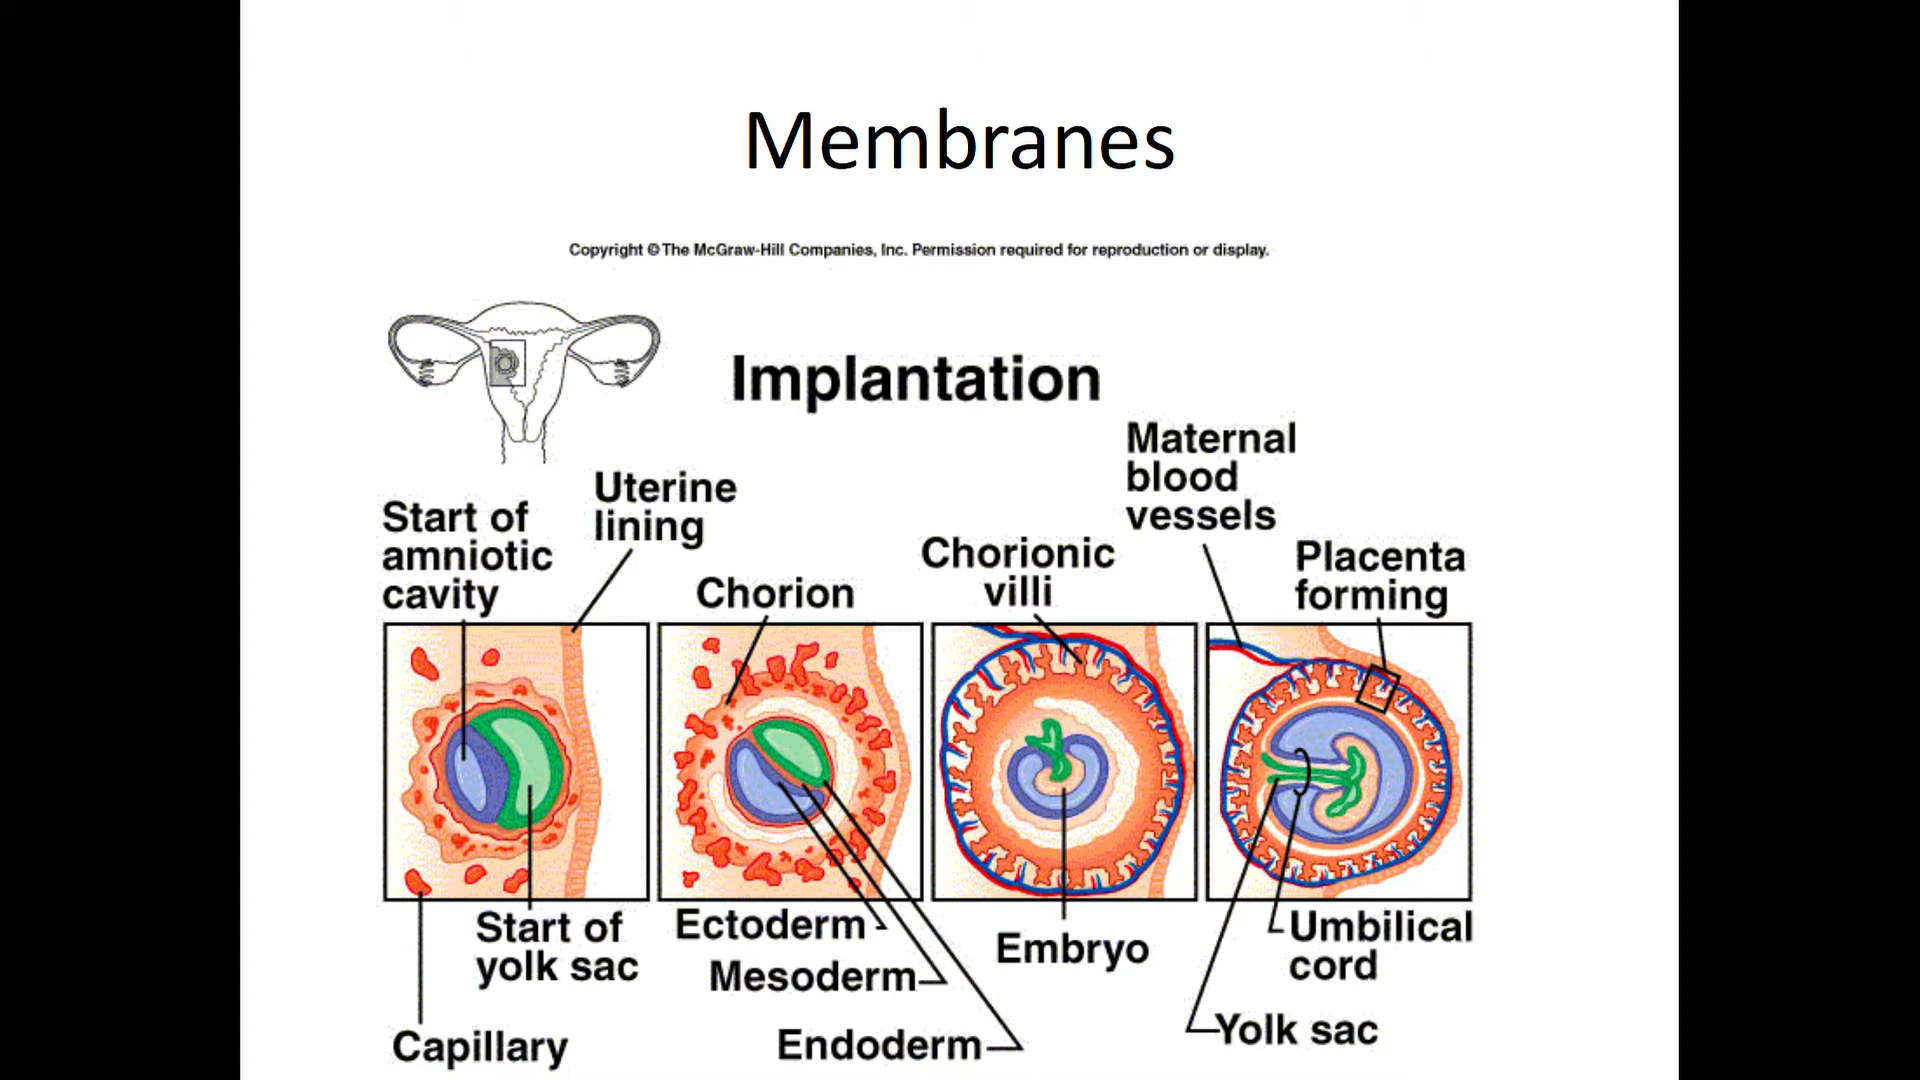 Membranes
Copyright © The McGraw-Hill Companies, Inc. Permission required for reproduction or display.
Implantation
Start of
amniotic
cavity
Uterine
lining
Chorion
Chorionic
villi
Maternal
blood
vessels
Placenta
forming
Start of
yolk sac
Capillary
Ectoderm
Mesoderm
Endoderm
Embryo
Umbilical
cord
Yolk sac